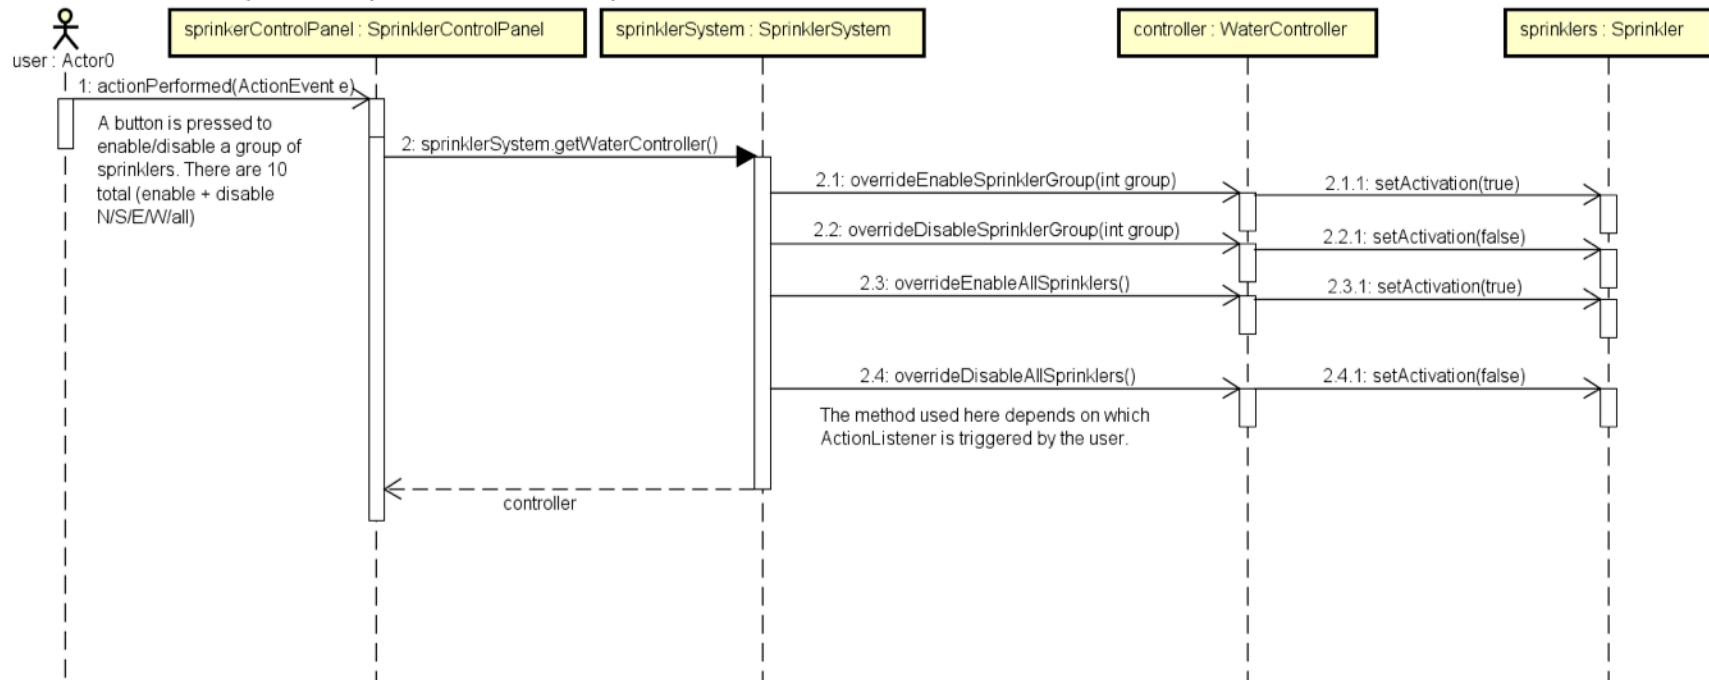 sprinkerControlPanel : SprinklerControlPanel
sprinklerSystem : SprinklerSystem
controller : WaterController
sprinklers : Sprinkler
user : Actor0
1: actionPerformed(ActionEvent e)
A button is pressed to
enable/disable a group of
sprinklers. There are 10
total (enable + disable
N/S/E/W/all)
2: sprinklerSystem.getWaterController()
2.1: overrideEnableSprinklerGroup(int group)
2.1.1: setActivation(true)
2.2: overrideDisableSprinklerGroup(int group)
2.2.1: setActivation(false)
2.3: overrideEnableAllSprinklers()
2.3.1: setActivation(true)
2.4: overrideDisableAllSprinklers()
2.4.1: setActivation(false)
The method used here depends on which
ActionListener is triggered by the user.
controller